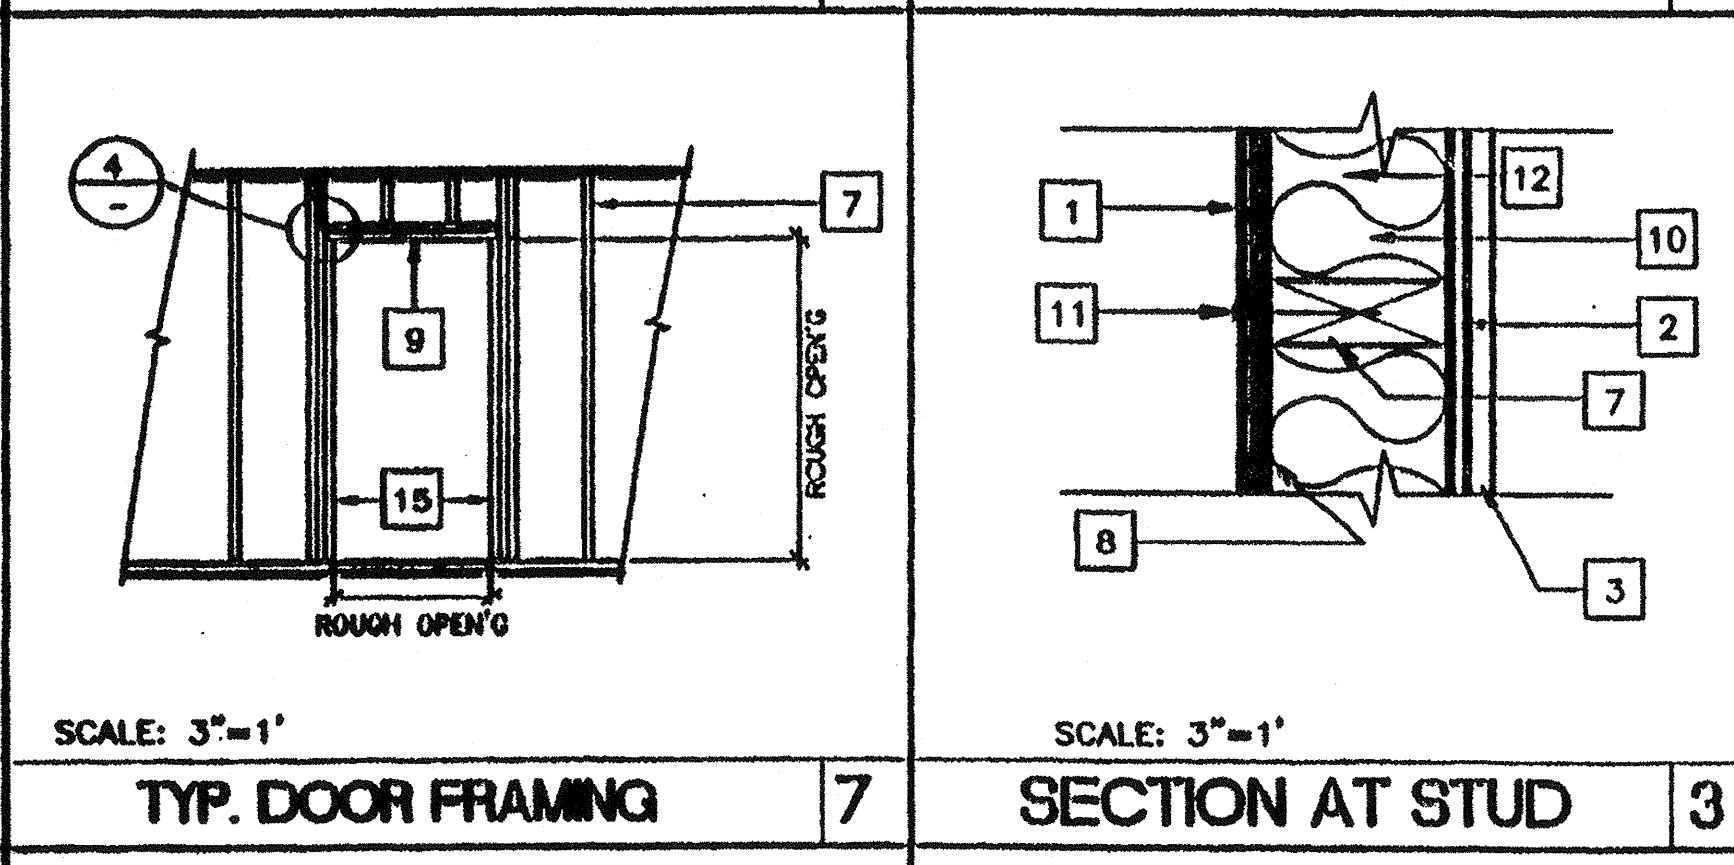 4
-
7
9
ROUGH OPEN'G
15
ROUGH OPEN'G
SCALE: 3"=1'
TYP. DOOR FRAMING 7
12
1
10
11
2
7
8
3
SCALE: 3"=1'
SECTION AT STUD 3